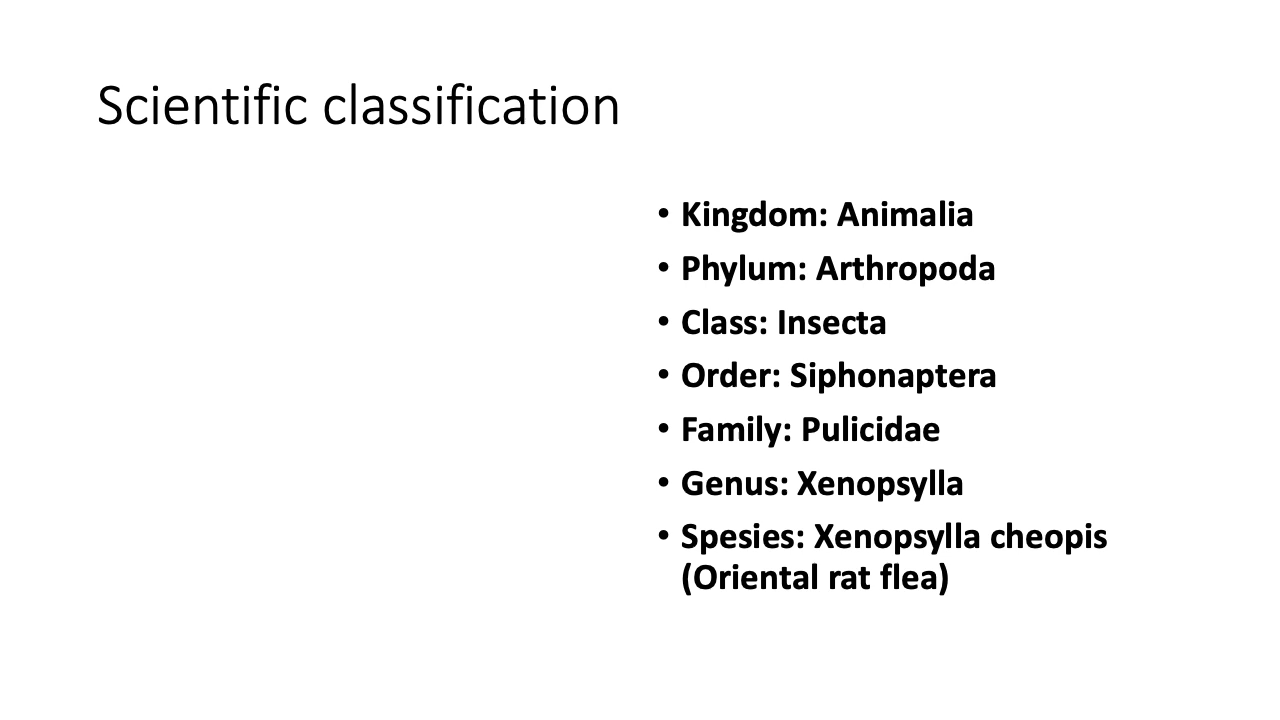 Scientific classification
• Kingdom: Animalia
• Phylum: Arthropoda
• Class: Insecta
• Order: Siphonaptera
• Family: Pulicidae
• Genus: Xenopsylla
• Spesies: Xenopsylla cheopis
(Oriental rat flea)